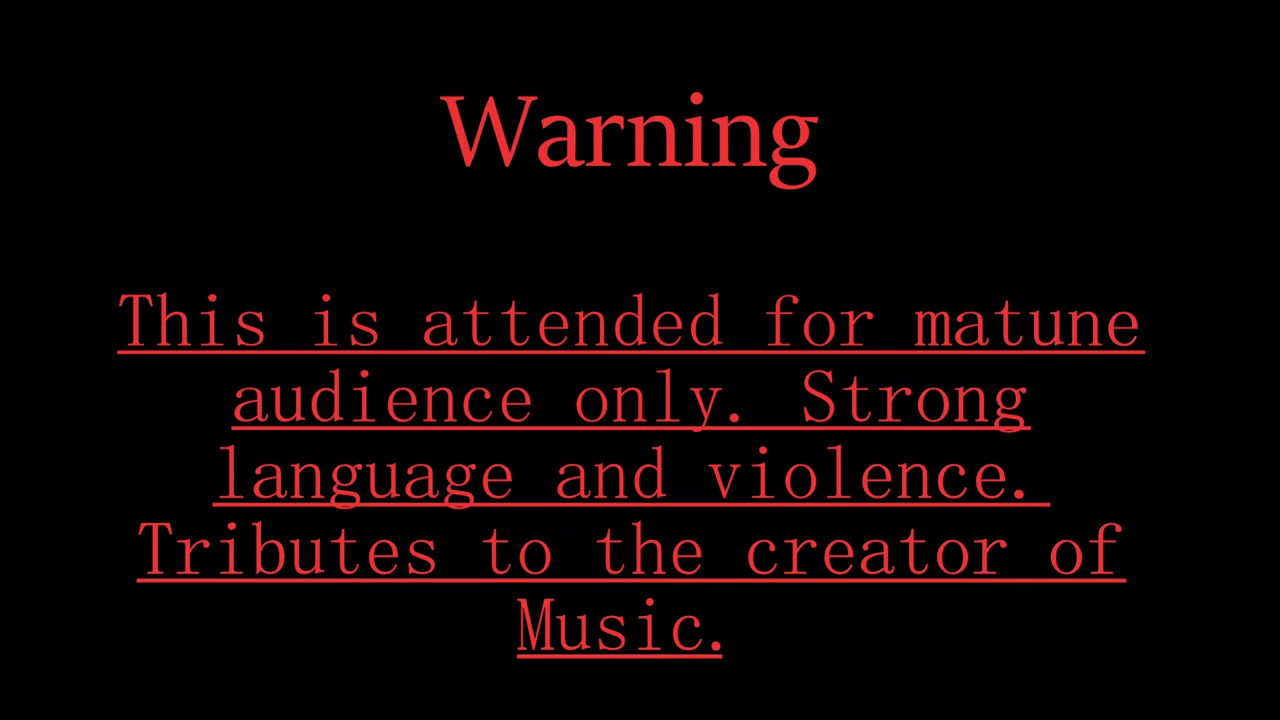 Warning
This is attended for matune
audience only. Strong
language and violence.
Tributes to the creator of
Music.